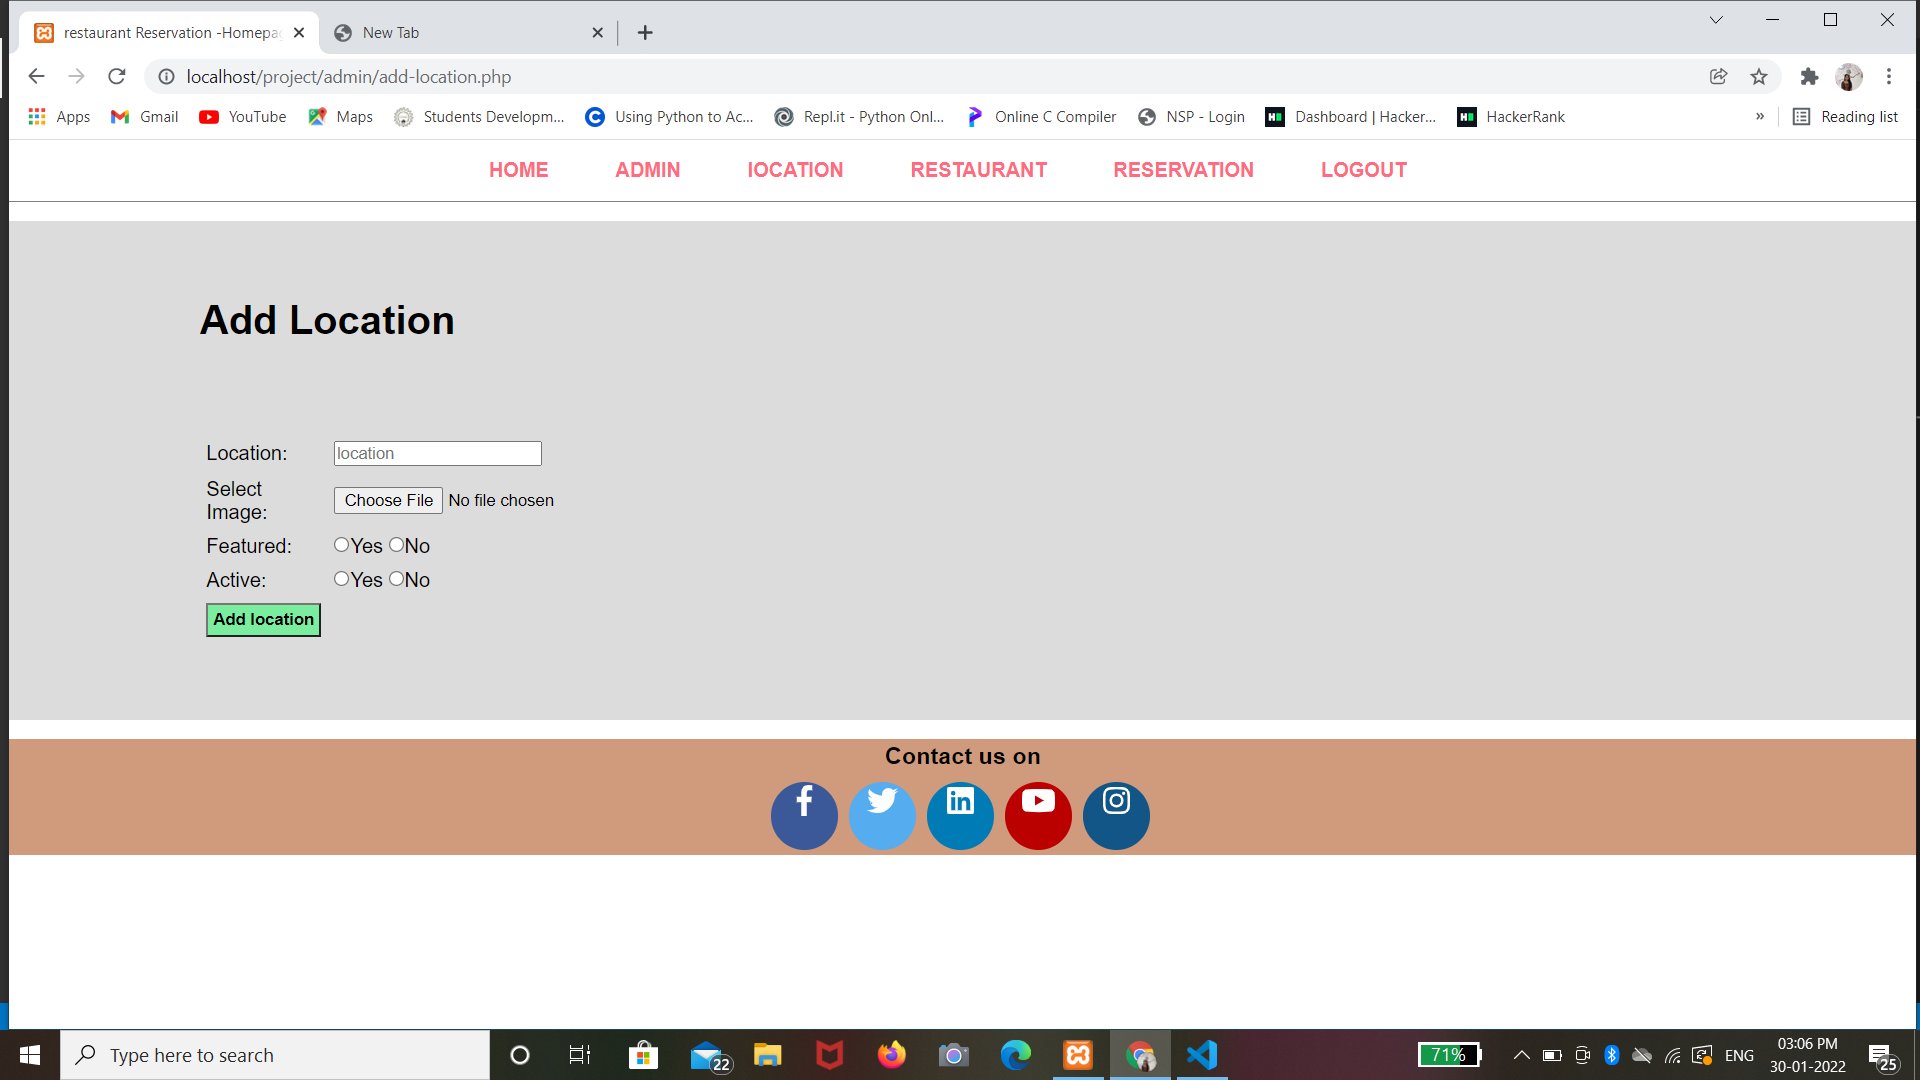 restaurant Reservation -Homepa
New Tab
localhost/project/admin/add-location.php
Apps Gmail YouTube Maps Students Developm... Using Python to Ac... Repl.it - Python Onl... Online C Compiler NSP - Login Dashboard | Hacker... HackerRank » Reading list
HOME ADMIN lOCATION RESTAURANT RESERVATION LOGOUT
Add Location
Location: location
Select
Image: Choose File No file chosen
Featured: Yes No
Active: Yes No
Add location
Contact us on
Type here to search
22
71%
ENG
03:06 PM
30-01-2022
25